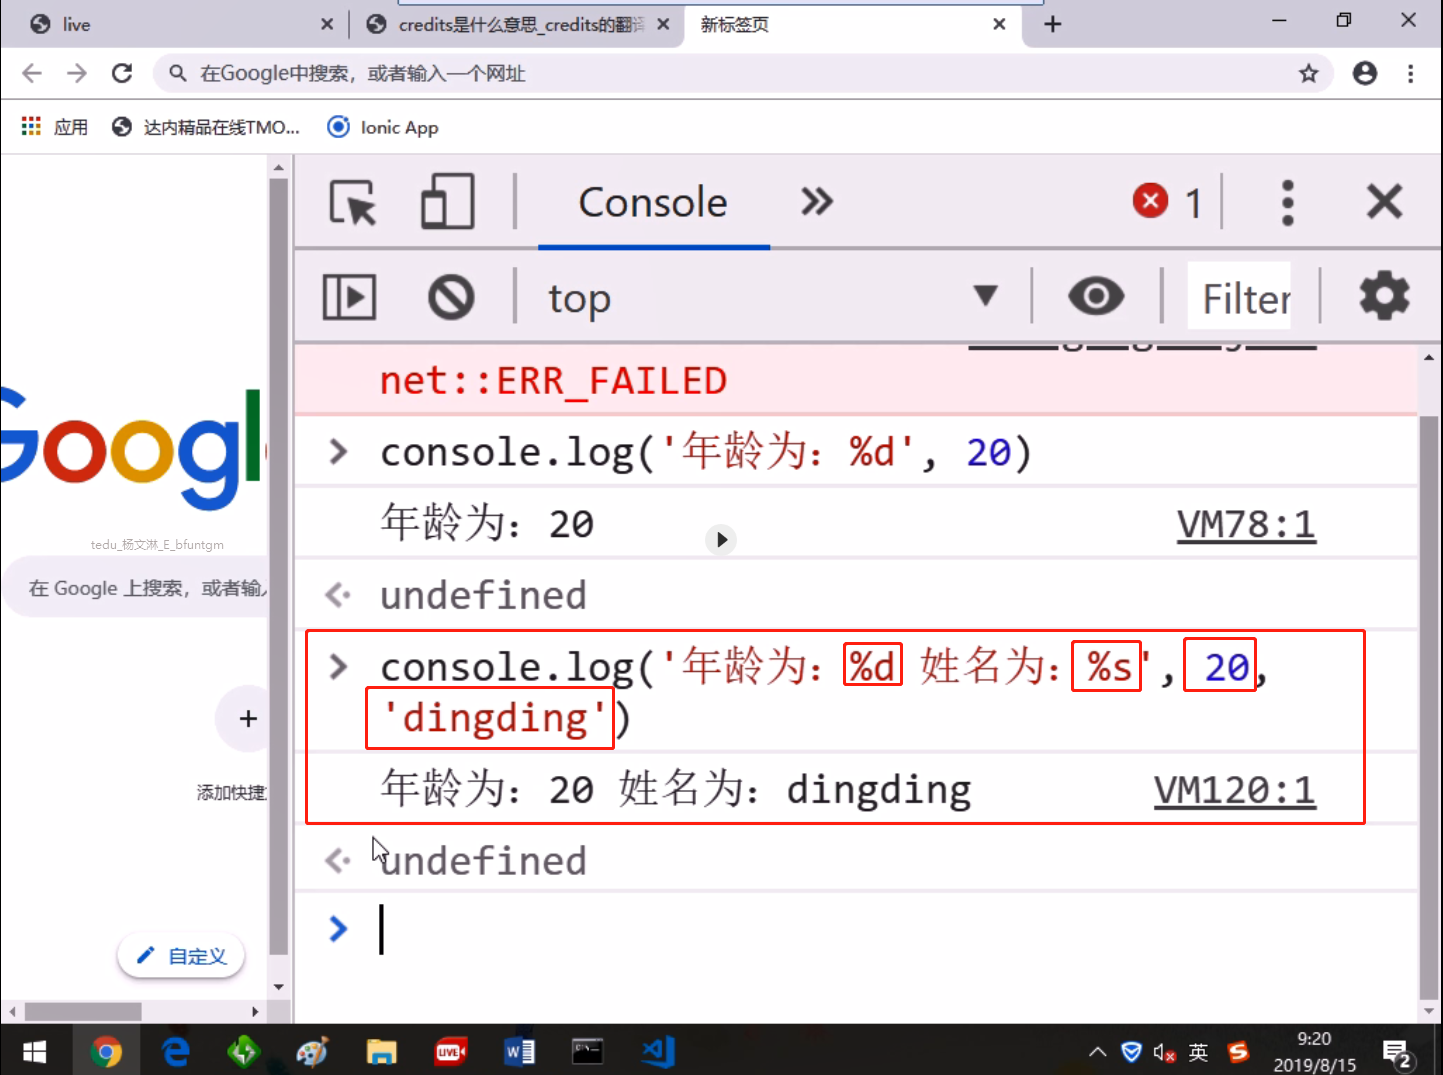 live
credits是什么意思_credits的翻译
新标签页
在Google中搜索，或者输入一个网址
应用
达内精品在线TMO...
Ionic App
Console
1
top
Filter
net::ERR_FAILED
console.log('年龄为：%d', 20)
年龄为：20
VM78:1
undefined
console.log('年龄为：%d 姓名为：%s', 20,
'dingding')
年龄为：20 姓名为：dingding
VM120:1
undefined
Googl
tedu_杨文淋_E_bfuntgm
在 Google 上搜索，或者输入
添加快捷
自定义
LIVE
英
9:20
2019/8/15
2